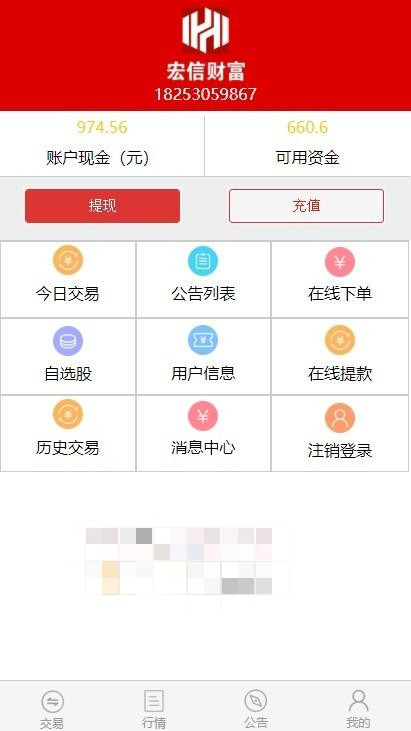 宏信财富
18253059867
974.56
660.6
账户现金（元）
可用资金
提现
充值
今日交易
公告列表
在线下单
自选股
用户信息
在线提款
历史交易
消息中心
注销登录
交易
行情
公告
我的